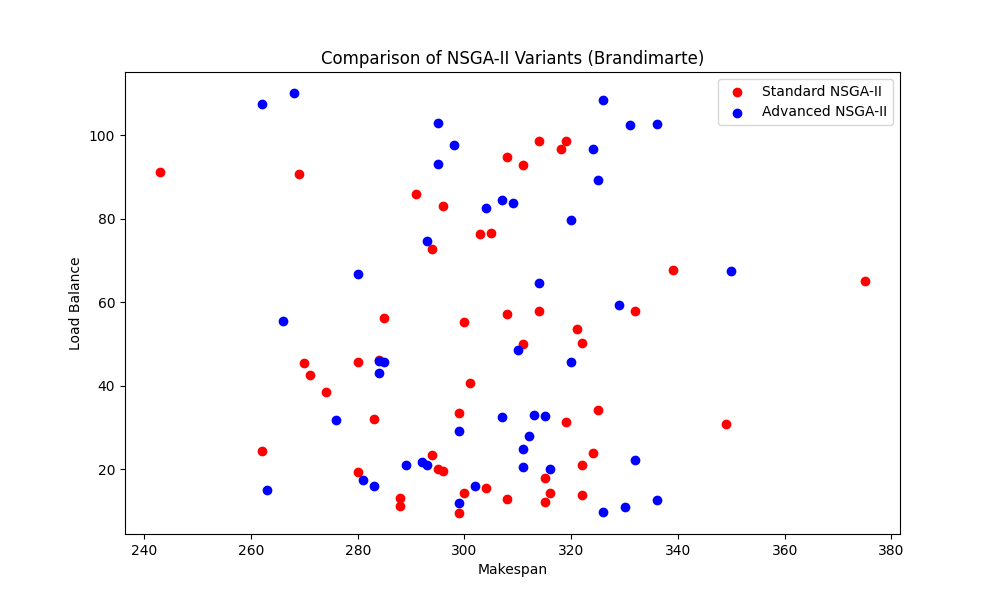 Comparison of NSGA-II Variants (Brandimarte)
Standard NSGA-II
Advanced NSGA-II
Load Balance
100
80
60
40
20
240 260 280 300 320 340 360 380
Makespan